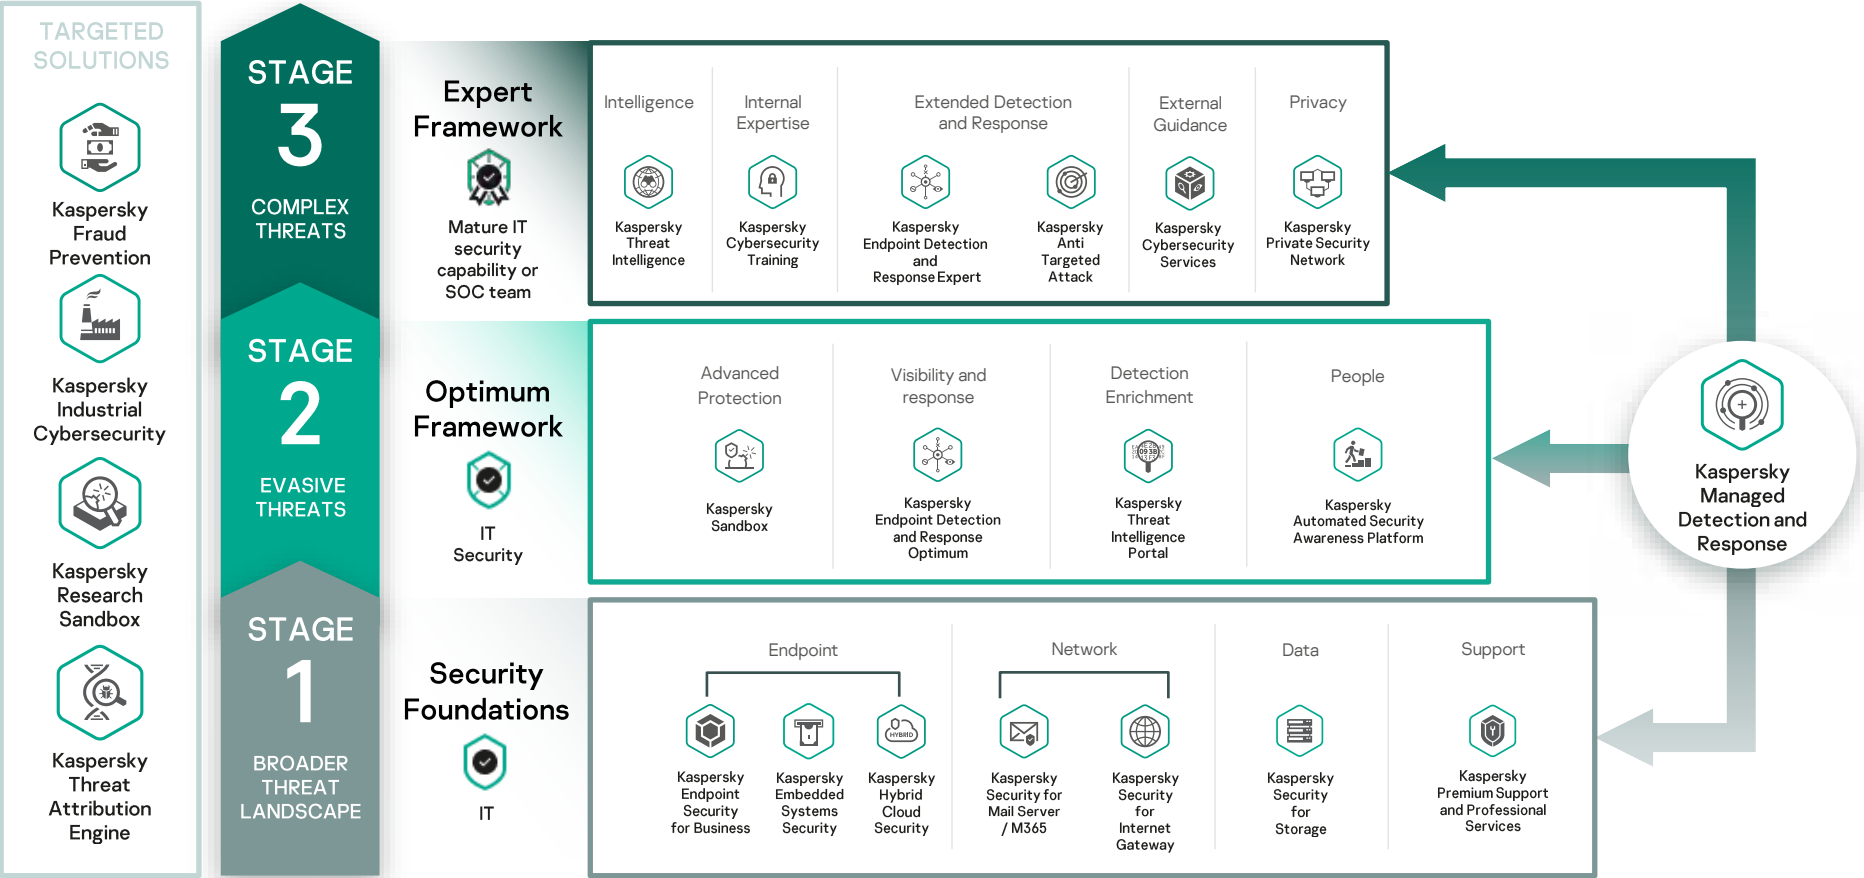 TARGETED
SOLUTIONS
Kaspersky
Fraud
Prevention
Kaspersky
Industrial
Cybersecurity
Kaspersky
Research
Sandbox
Kaspersky
Threat
Attribution
Engine
STAGE
3
COMPLEX
THREATS
Expert
Framework
Mature IT
security
capability or
SOC team
Intelligence
Kaspersky
Threat
Intelligence
Internal
Expertise
Kaspersky
Cybersecurity
Training
Extended Detection
and Response
Kaspersky
Endpoint Detection
and
Response Expert
Kaspersky
Anti
Targeted
Attack
External
Guidance
Kaspersky
Cybersecurity
Services
Privacy
Kaspersky
Private Security
Network
STAGE
2
EVASIVE
THREATS
Optimum
Framework
IT
Security
Advanced
Protection
Kaspersky
Sandbox
Visibility and
response
Kaspersky
Endpoint Detection
and Response
Optimum
Detection
Enrichment
093B
Kaspersky
Threat
Intelligence
Portal
People
Kaspersky
Automated Security
Awareness Platform
STAGE
1
BROADER
THREAT
LANDSCAPE
Security
Foundations
IT
Endpoint
Kaspersky
Endpoint
Security
for Business
Kaspersky
Embedded
Systems
Security
HYBRID
Kaspersky
Hybrid
Cloud
Security
Network
Kaspersky
Security for
Mail Server
/ M365
Kaspersky
Security
for
Internet
Gateway
Data
Kaspersky
Security
for
Storage
Support
Kaspersky
Premium Support
and Professional
Services
Kaspersky
Managed
Detection and
Response